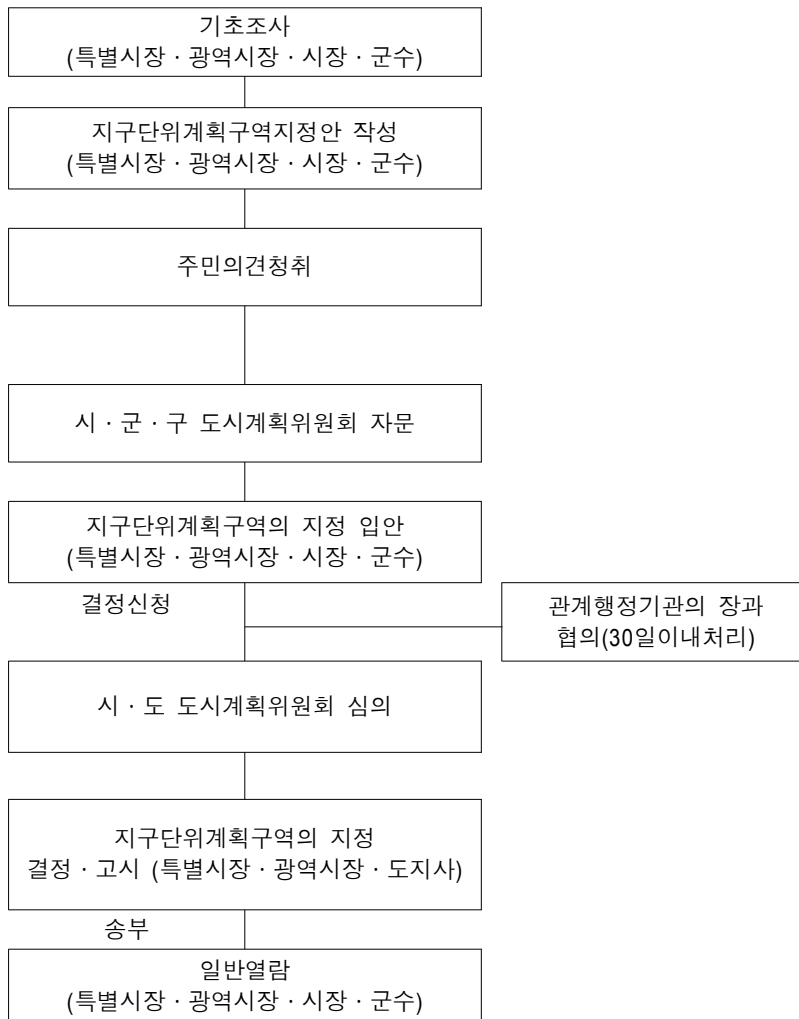 기초조사
(특별시장 · 광역시장 · 시장 · 군수)
지구단위계획구역지정안 작성
(특별시장 · 광역시장 · 시장 · 군수)
주민의견청취
시 · 군 · 구 도시계획위원회 자문
지구단위계획구역의 지정 입안
(특별시장 · 광역시장 · 시장 · 군수)
결정신청
관계행정기관의 장과
협의(30일이내처리)
시 · 도 도시계획위원회 심의
지구단위계획구역의 지정
결정 · 고시 (특별시장 · 광역시장 · 도지사)
송부
일반열람
(특별시장 · 광역시장 · 시장 · 군수)